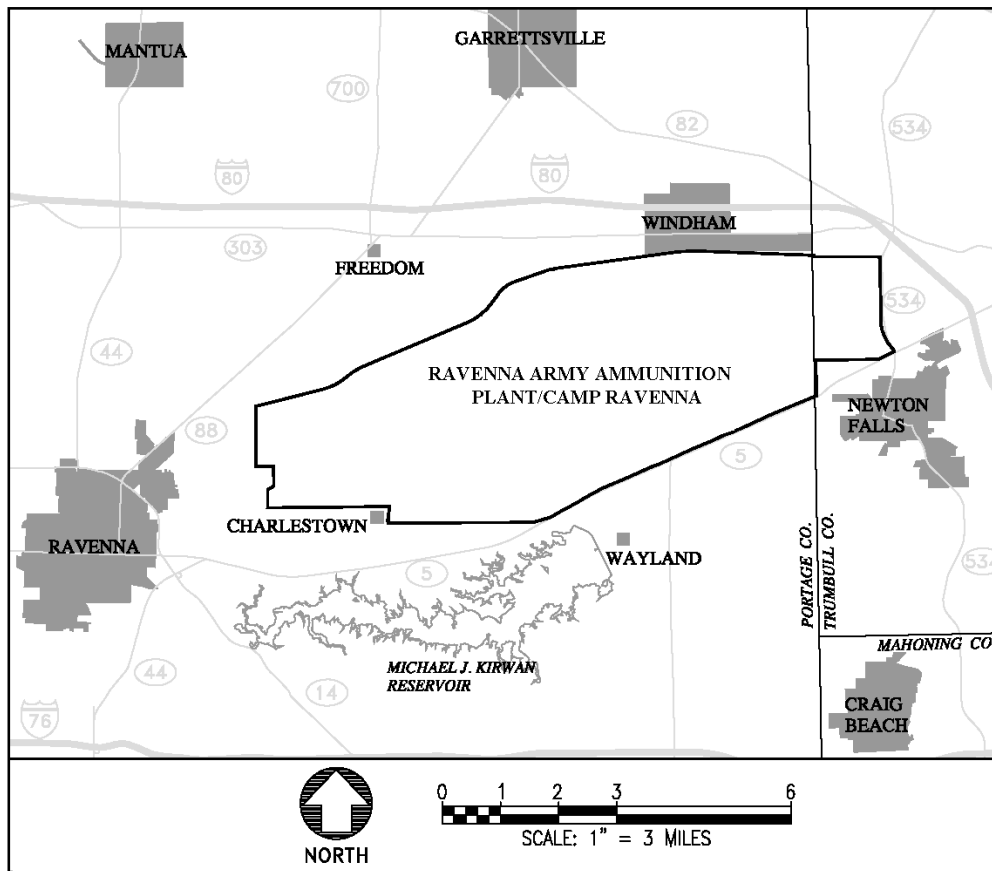 MANTUA
GARRETTSVILLE
700
82
534
80
80
WINDHAM
303
FREEDOM
534
44
RAVENNA ARMY AMMUNITION
PLANT/CAMP RAVENNA
NEWTON
FALLS
88
5
CHARLESTOWN
RAVENNA
WAYLAND
5
PORTAGE CO.
TRUMBULL CO.
534
MAHONING CO
MICHAEL J. KIRWAN
RESERVOIR
44
14
76
CRAIG
BEACH
0 1 2 3 6
SCALE: 1" = 3 MILES
NORTH